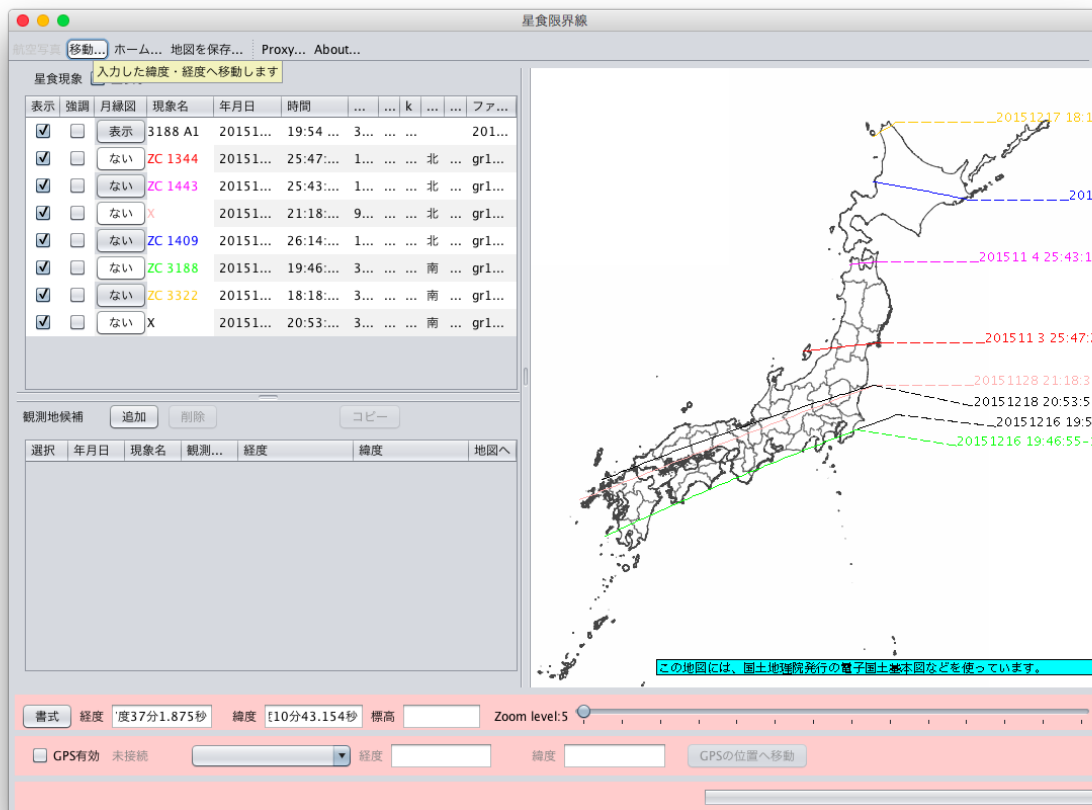 星食限界線
航空写真 移動... ホーム... 地図を保存... Proxy... About...
入力した緯度・経度へ移動します
星食現象
表示 強調 月縁図 現象名 年月日 時間 ... ... k ... ... ファ...
表示 3188 A1 20151... 19:54 ... 3... ... ... 201...
ない ZC 1344 20151... 25:47:... 1... ... ... 北 ... gr1...
ない ZC 1443 20151... 25:43:... 1... ... ... 北 ... gr1...
ない X 20151... 21:18:... 9... ... ... 北 ... gr1...
ない ZC 1409 20151... 26:14:... 1... ... ... 北 ... gr1...
ない ZC 3188 20151... 19:46:... 3... ... ... 南 ... gr1...
ない ZC 3322 20151... 18:18:... 3... ... ... 南 ... gr1...
ない X 20151... 20:53:... 3... ... ... 南 ... gr1...
観測地候補 追加 削除 コピー
選択 年月日 現象名 観測... 経度 緯度 地図へ
20151217 18:1
201
201511 4 25:43:1
201511 3 25:47:
20151128 21:18:3
20151218 20:53:5
20151216 19:5
20151216 19:46:55
この地図には、国土地理院発行の電子国土基本図などを使っています。
書式 経度 度37分1.875秒 緯度 10分43.154秒 標高 Zoom level:5
GPS有効 未接続 経度 緯度 GPSの位置へ移動